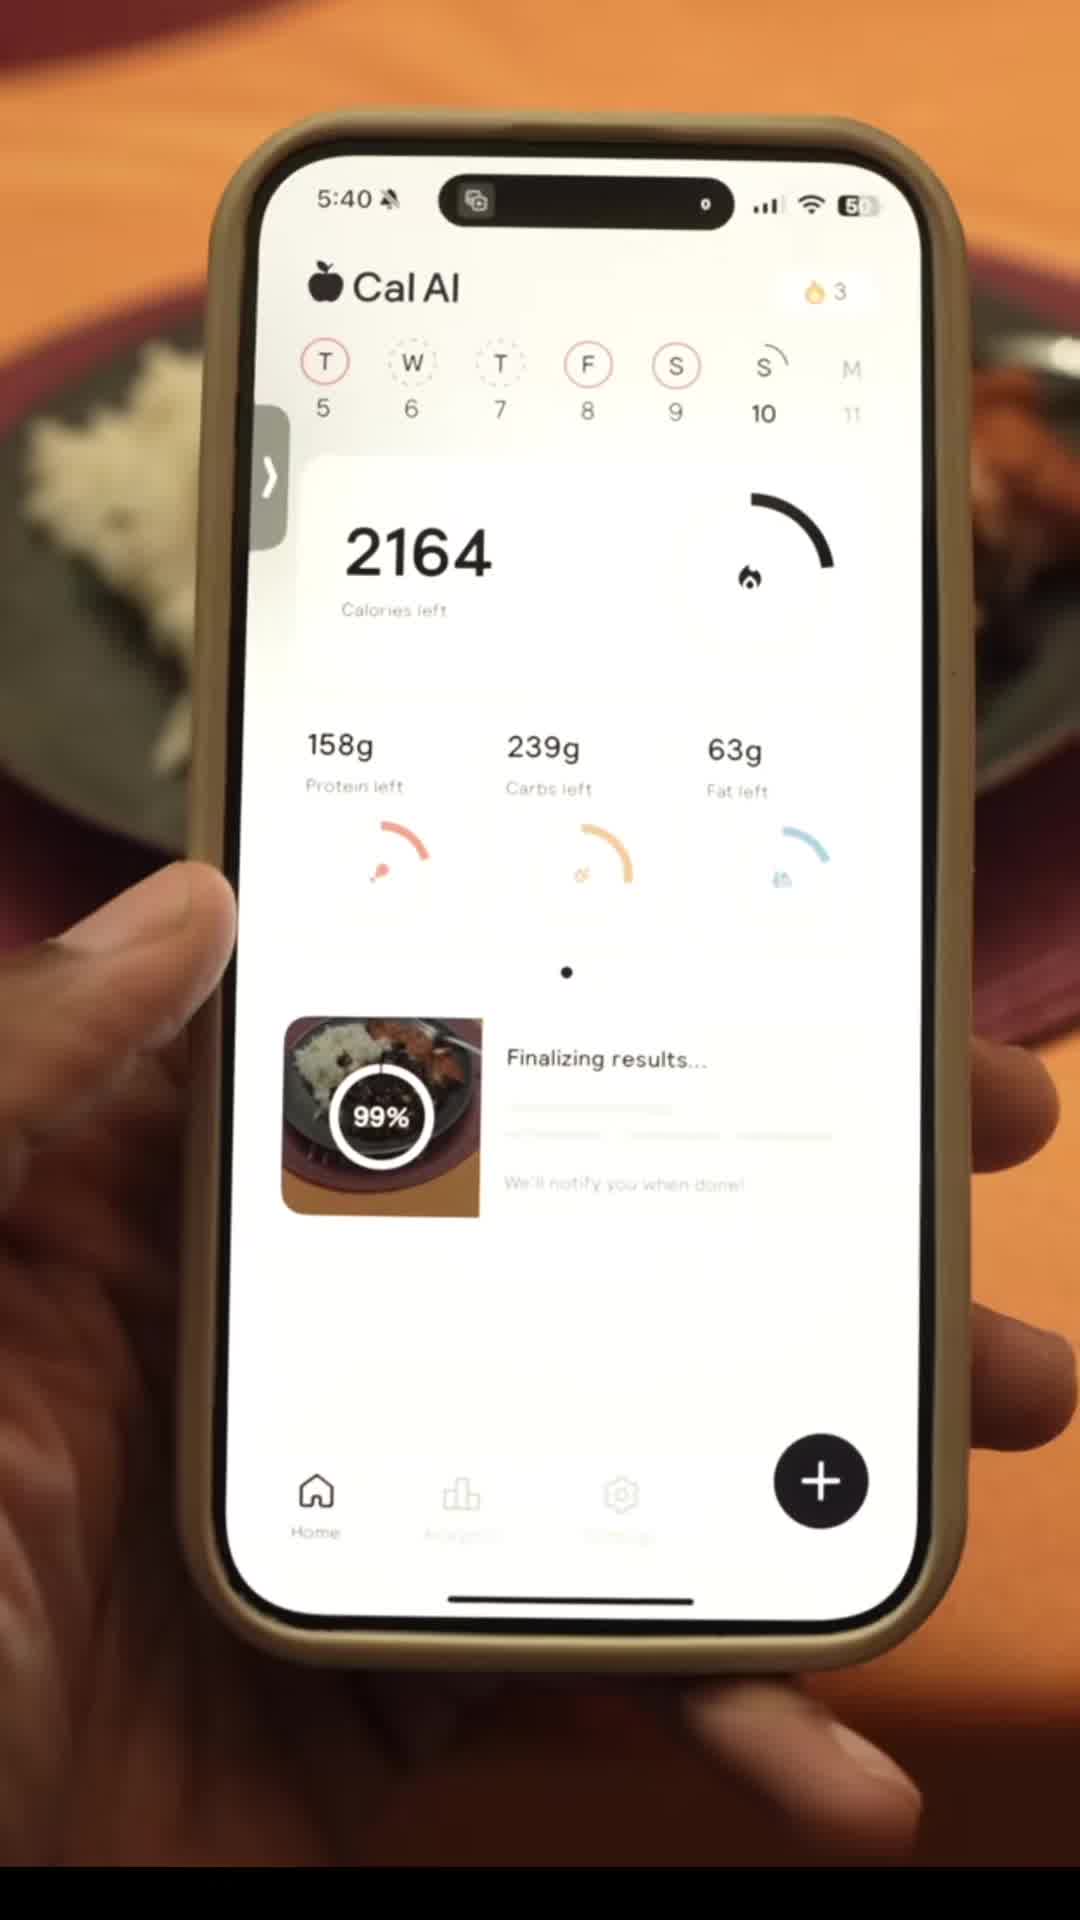 5:40
50
Cal AI
3
T W T F S S M
5 6 7 8 9 10 11
2164
Calories left
158g 239g 63g
Protein left Carbs left Fat left
99%
Finalizing results...
We'll notify you when done!
Home